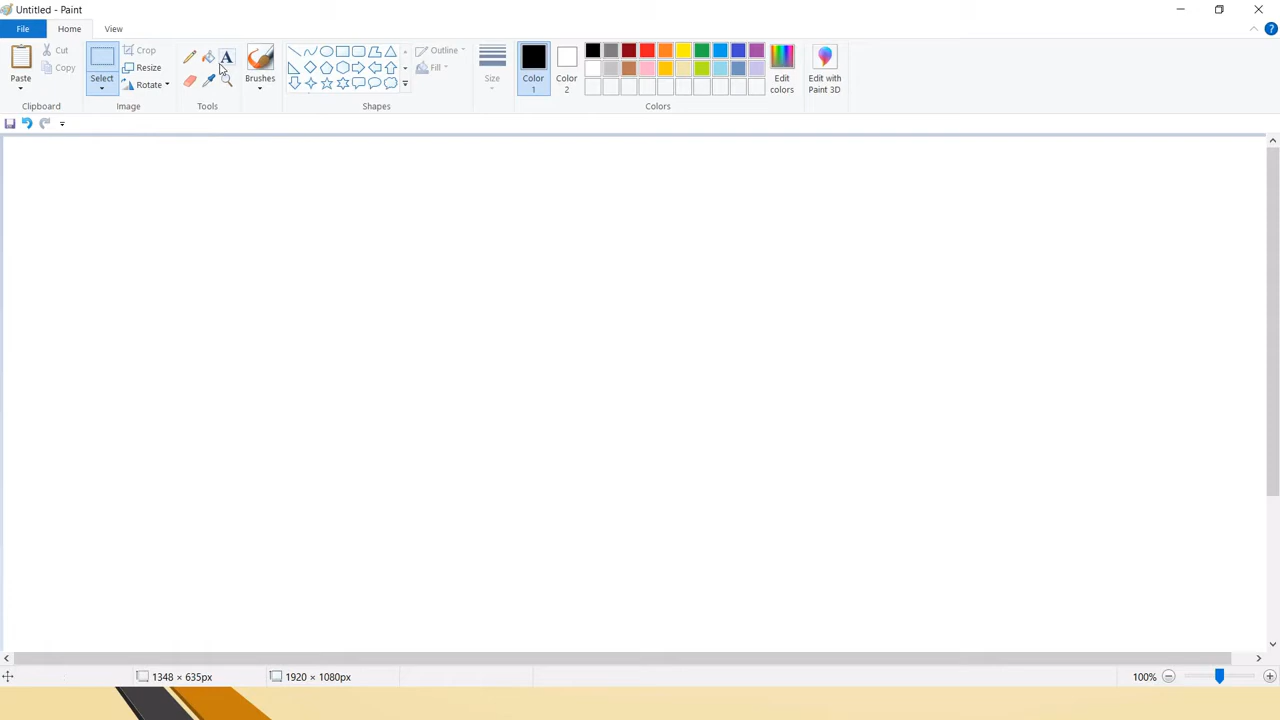 Untitled - Paint
File Home View
Paste
Cut
Copy
Clipboard
Select
Crop
Resize
Rotate
Image
A
Tools
Brushes
Shapes
Outline
Fill
Size
Color 1
Color 2
Colors
Edit colors
Edit with Paint 3D
?
1348 × 635px
1920 × 1080px
100%